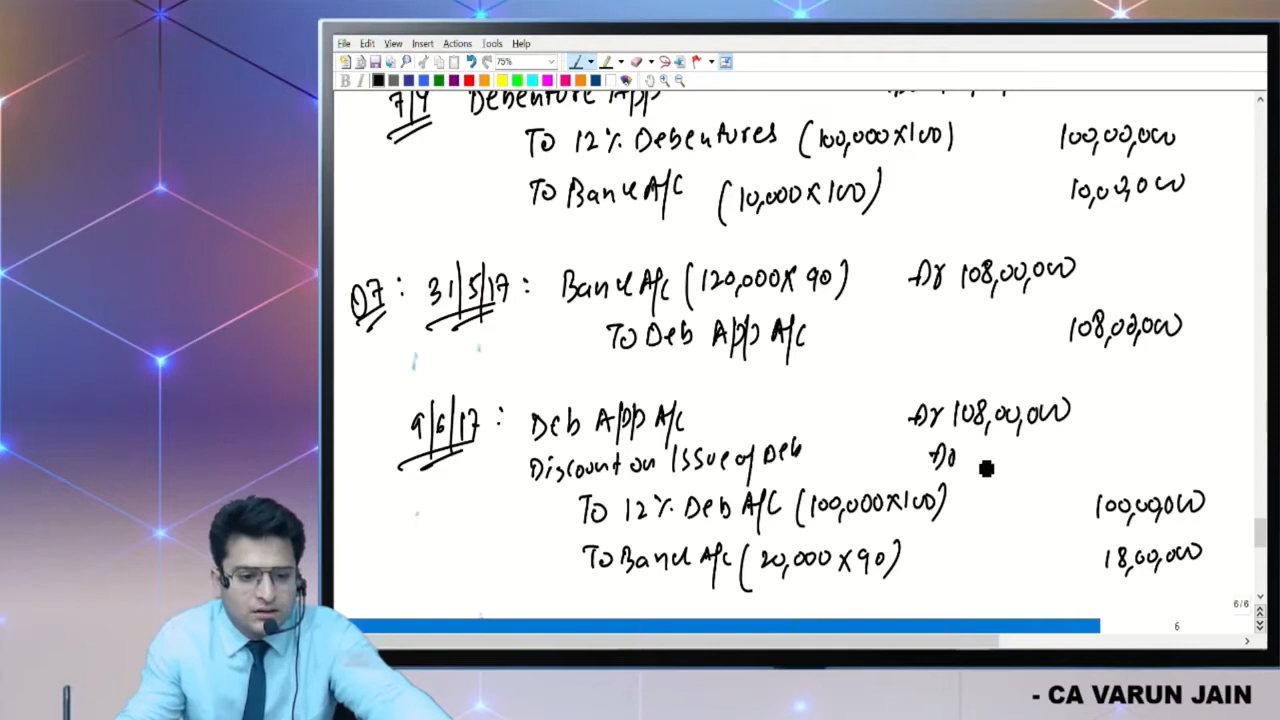 File Edit View Insert Actions Tools Help
75%
7/4 Debenture App
To 12% Debentures (100,000×100) 100,00,000
To Bank A/c (10,000×100) 10,00,000
Q7: 31/5/17: Bank A/c (120,000×90) Dr 108,00,000
To Deb App A/c 108,00,000
9/6/17: Deb App A/c Dr 108,00,000
Discount on Issue of Deb Dr
To 12% Deb A/c (100,000×100) 100,00,000
To Bank A/c (20,000×90) 18,00,000
6/6
6
- CA VARUN JAIN